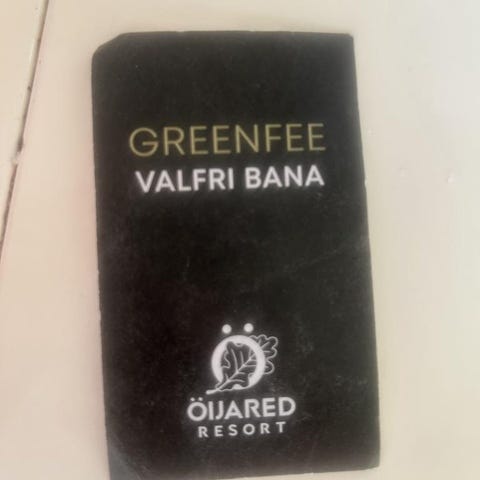 GREENFEE
VALFRI BANA
ÖIJARED
RESORT